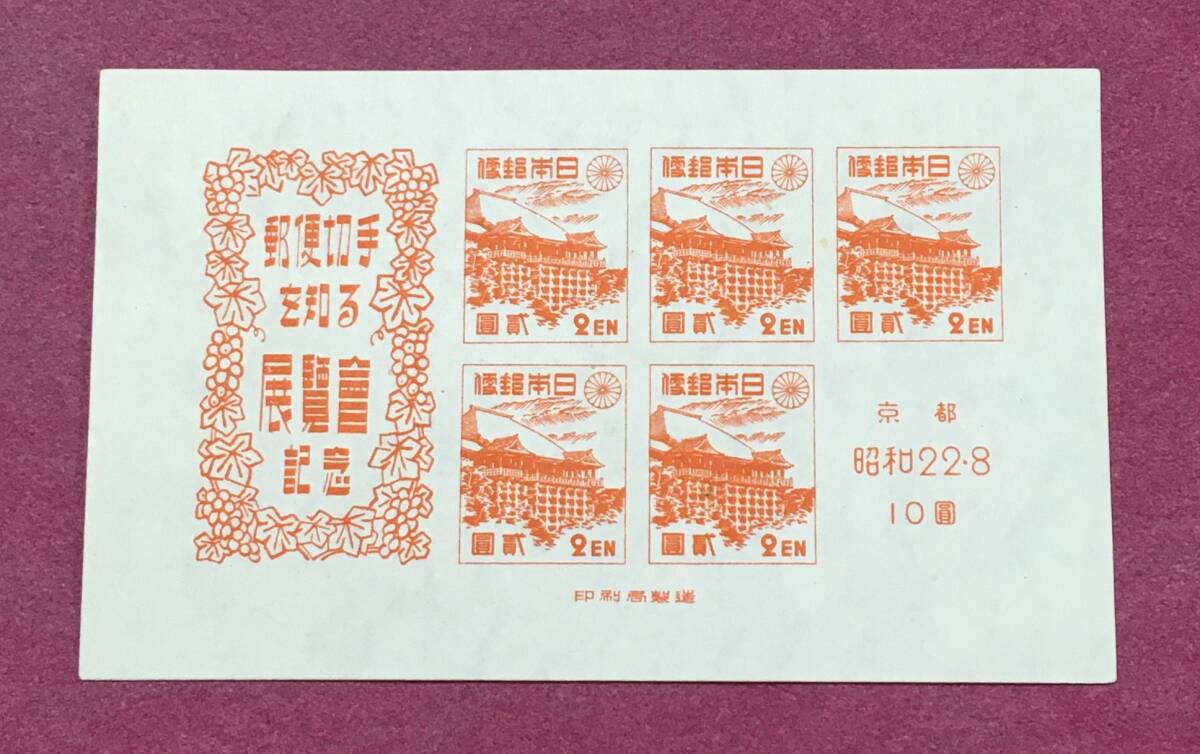 郵便切手
を知る
展覽會
記念
便郵本日
圓貳 2EN
便郵本日
圓貳 2EN
便郵本日
圓貳 2EN
便郵本日
圓貳 2EN
便郵本日
圓貳 2EN
京都
昭和22.8
10圓
印刷局製造